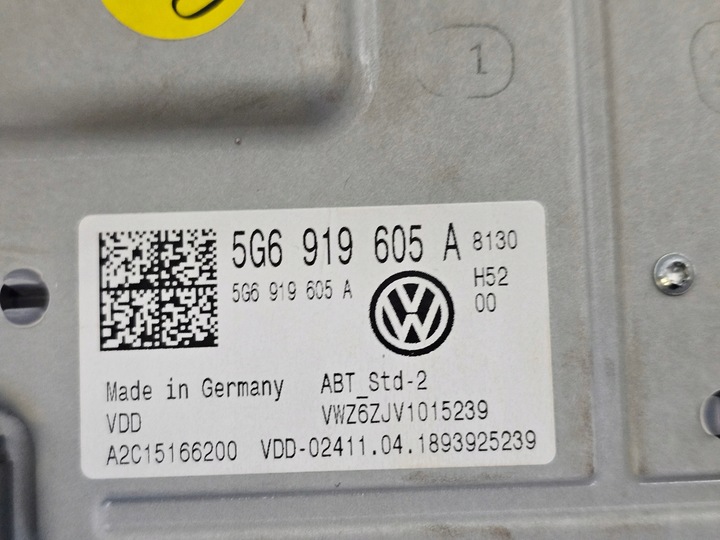 1
5G6 919 605 A 8130
5G6 919 605 A H52
00
Made in Germany ABT_Std-2
VDD VWZ6ZJV1015239
A2C15166200 VDD-02411.04.1893925239